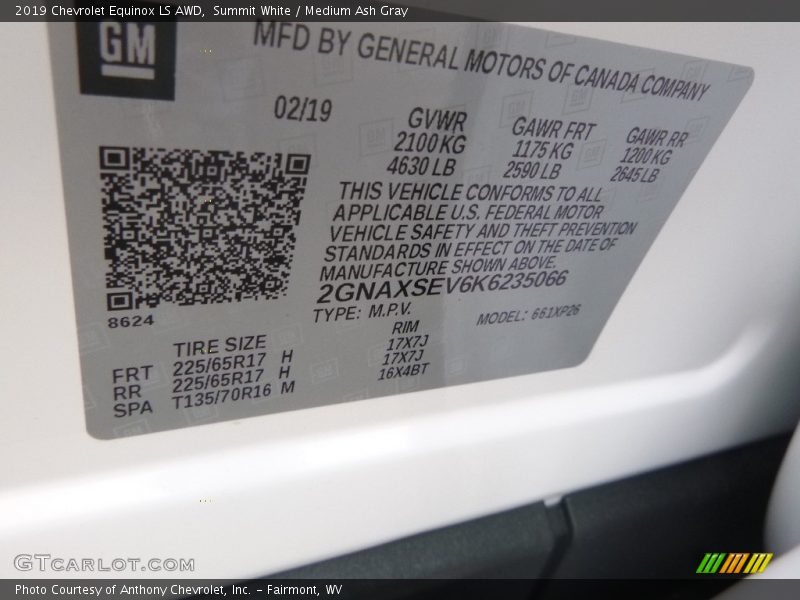 2019 Chevrolet Equinox LS AWD,  Summit White / Medium Ash Gray
GM
MFD BY GENERAL MOTORS OF CANADA COMPANY
02/19
GVWR GAWR FRT GAWR RR
2100 KG 1175 KG 1200 KG
4630 LB 2590 LB 2645 LB
THIS VEHICLE CONFORMS TO ALL
APPLICABLE U.S. FEDERAL MOTOR
VEHICLE SAFETY AND THEFT PREVENTION
STANDARDS IN EFFECT ON THE DATE OF
MANUFACTURE SHOWN ABOVE.
2GNAXSEV6K6235066
TYPE: M.P.V. MODEL: 661XP26
8624
TIRE SIZE RIM
FRT 225/65R17 H 17X7J
RR 225/65R17 H 17X7J
SPA T135/70R16 M 16X4BT
GTCARLOT.COM
Photo Courtesy of Anthony Chevrolet, Inc. – Fairmont, WV